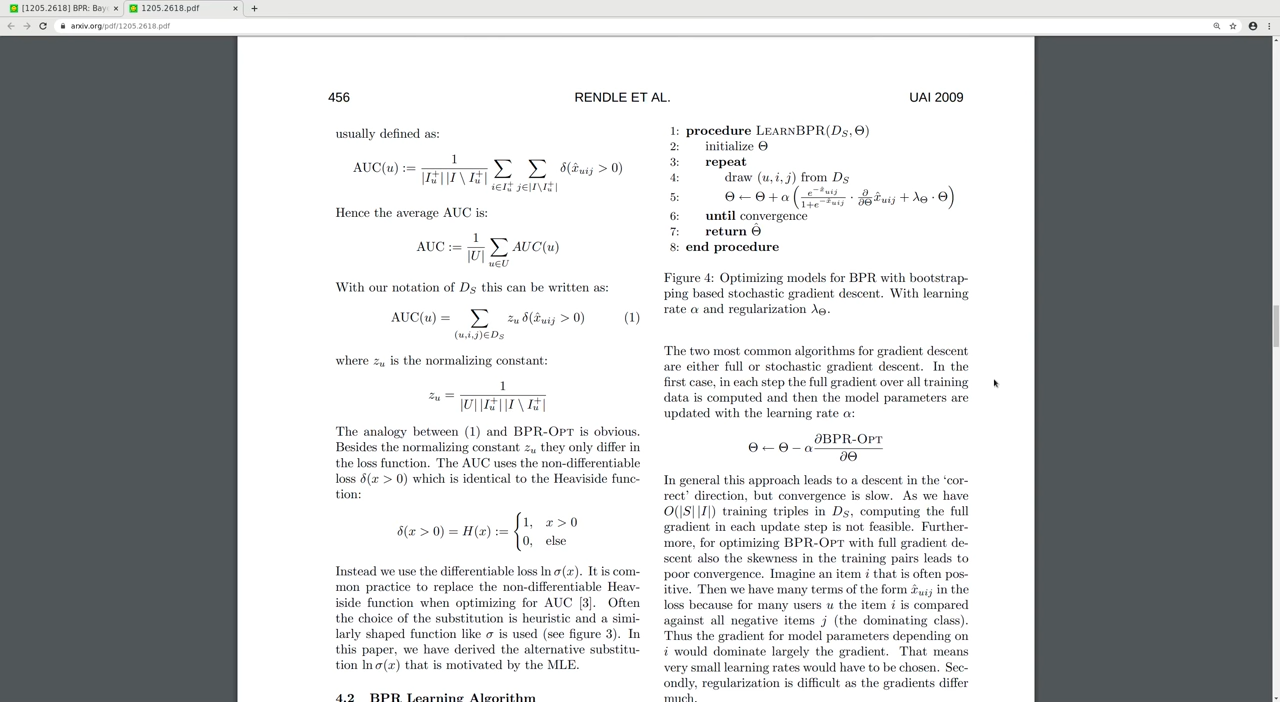 [1205.2618] BPR: Bay
1205.2618.pdf
arxiv.org/pdf/1205.2618.pdf
456 RENDLE ET AL. UAI 2009
usually defined as:
AUC(u) := 1 / |I_u^+| |I \ I_u^+| ∑_{i∈I_u^+} ∑_{j∈|I\I_u^+|} δ(x̂_{uij} > 0)
Hence the average AUC is:
AUC := 1 / |U| ∑_{u∈U} AUC(u)
With our notation of D_S this can be written as:
AUC(u) = ∑_{(u,i,j)∈D_S} z_u δ(x̂_{uij} > 0) (1)
where z_u is the normalizing constant:
z_u = 1 / |U| |I_u^+| |I \ I_u^+|
The analogy between (1) and BPR-OPT is obvious.
Besides the normalizing constant z_u they only differ in
the loss function. The AUC uses the non-differentiable
loss δ(x > 0) which is identical to the Heaviside func-
tion:
δ(x > 0) = H(x) := { 1, x > 0
0, else
Instead we use the differentiable loss ln σ(x). It is com-
mon practice to replace the non-differentiable Heav-
iside function when optimizing for AUC [3]. Often
the choice of the substitution is heuristic and a simi-
larly shaped function like σ is used (see figure 3). In
this paper, we have derived the alternative substitu-
tion ln σ(x) that is motivated by the MLE.
4.2 BPR Learning Algorithm
1: procedure LEARNBPR(D_S, Θ)
2: initialize Θ
3: repeat
4: draw (u, i, j) from D_S
5: Θ ← Θ + α ( e^{-x̂_{uij}} / 1+e^{-x̂_{uij}} · ∂/∂Θ x̂_{uij} + λ_Θ · Θ )
6: until convergence
7: return Θ̂
8: end procedure
Figure 4: Optimizing models for BPR with bootstrap-
ping based stochastic gradient descent. With learning
rate α and regularization λ_Θ.
The two most common algorithms for gradient descent
are either full or stochastic gradient descent. In the
first case, in each step the full gradient over all training
data is computed and then the model parameters are
updated with the learning rate α:
Θ ← Θ − α ∂BPR-OPT / ∂Θ
In general this approach leads to a descent in the ‘cor-
rect’ direction, but convergence is slow. As we have
O(|S| |I|) training triples in D_S, computing the full
gradient in each update step is not feasible. Further-
more, for optimizing BPR-OPT with full gradient de-
scent also the skewness in the training pairs leads to
poor convergence. Imagine an item i that is often pos-
itive. Then we have many terms of the form x̂_{uij} in the
loss because for many users u the item i is compared
against all negative items j (the dominating class).
Thus the gradient for model parameters depending on
i would dominate largely the gradient. That means
very small learning rates would have to be chosen. Sec-
ondly, regularization is difficult as the gradients differ
much.